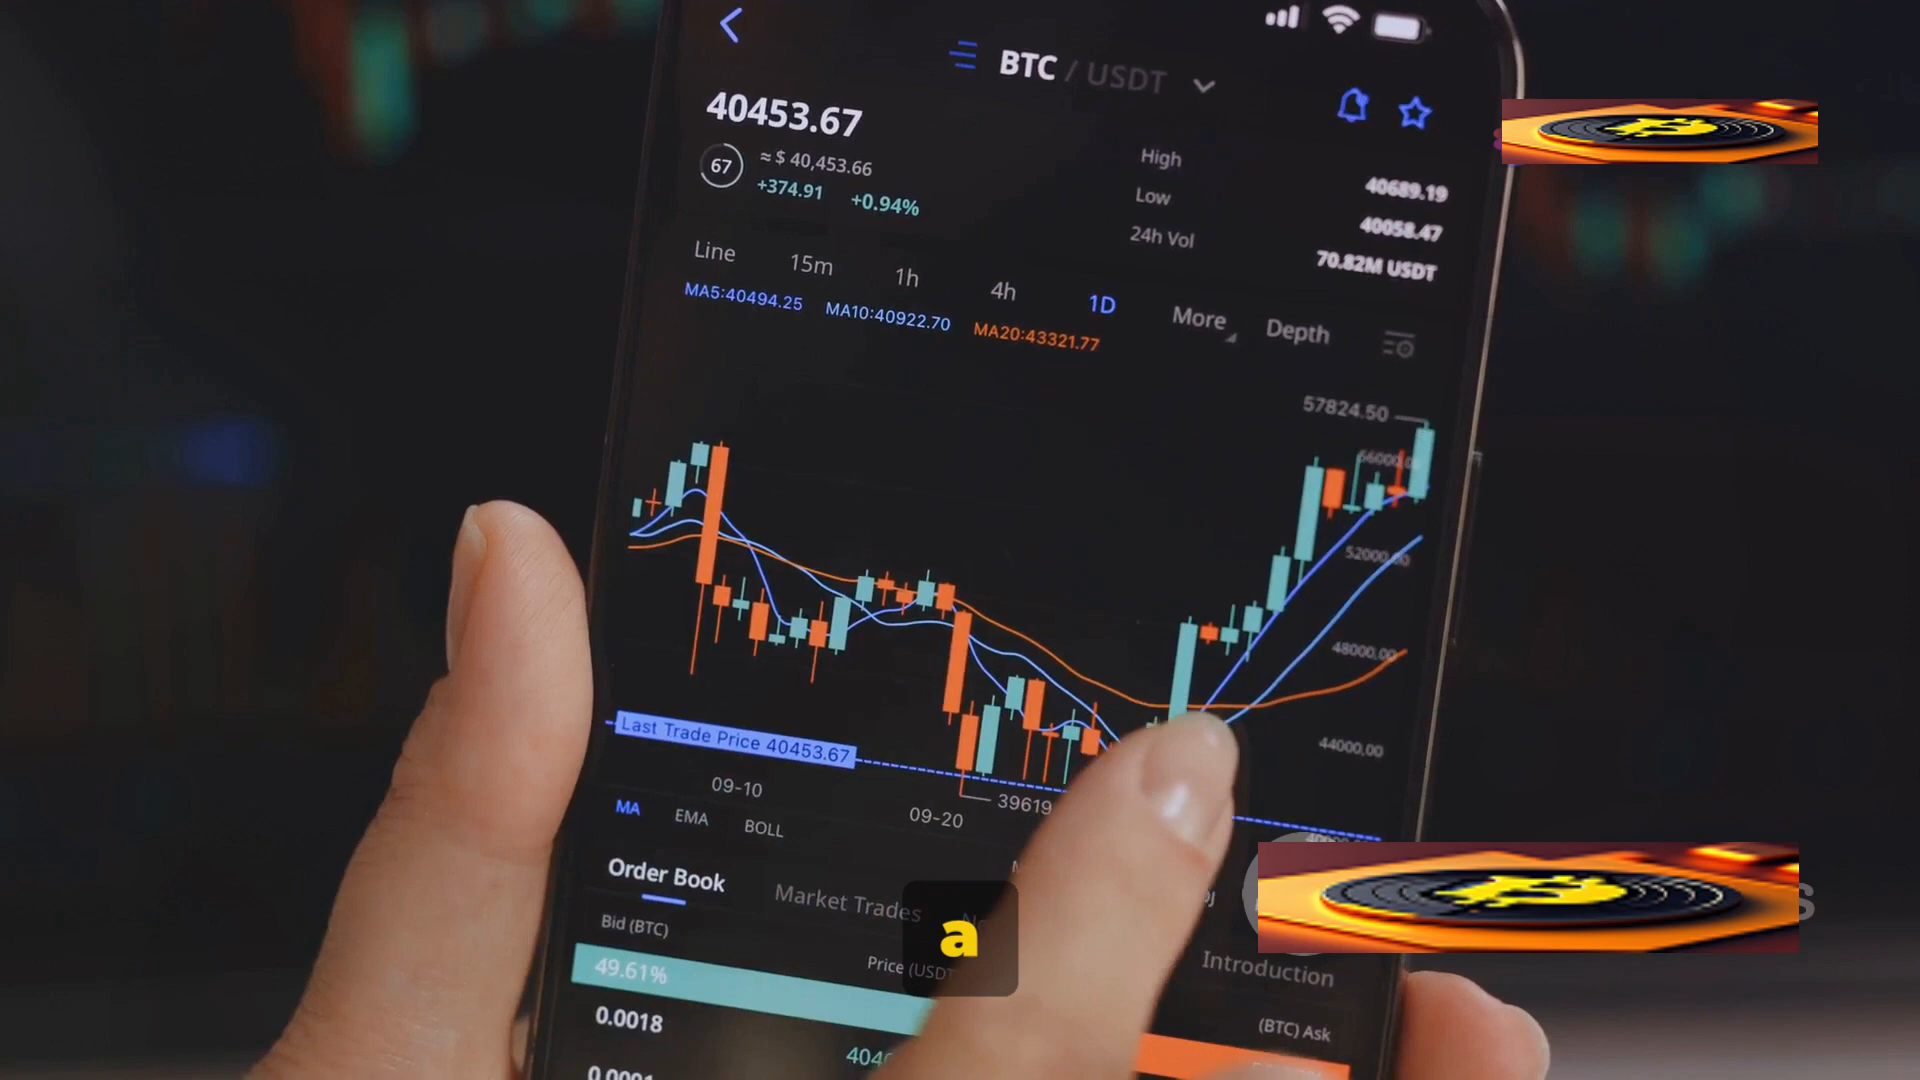 BTC / USDT
40453.67
67
≈ $ 40,453.66
+374.91 +0.94%
High 40689.19
Low 40058.47
24h Vol 70.82M USDT
Line 15m 1h 4h 1D More Depth
MA5:40494.25 MA10:40922.70 MA20:43321.77
57824.50
56000.0
52000.00
48000.00
44000.00
Last Trade Price 40453.67
09-10
09-20
39619
MA EMA BOLL
Order Book Market Trades
Introduction
Bid (BTC) Price (USDT (BTC) Ask
a
49.61%
0.0018
s